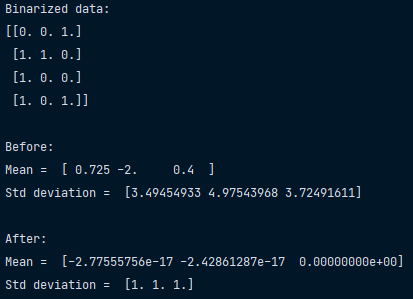 Binarized data:
[[0. 0. 1.]
 [1. 1. 0.]
 [1. 0. 0.]
 [1. 0. 1.]]

Before:
Mean =  [ 0.725 -2.     0.4  ]
Std deviation =  [3.49454933 4.97543968 3.72491611]

After:
Mean =  [-2.77555756e-17 -2.42861287e-17  0.00000000e+00]
Std deviation =  [1. 1. 1.]